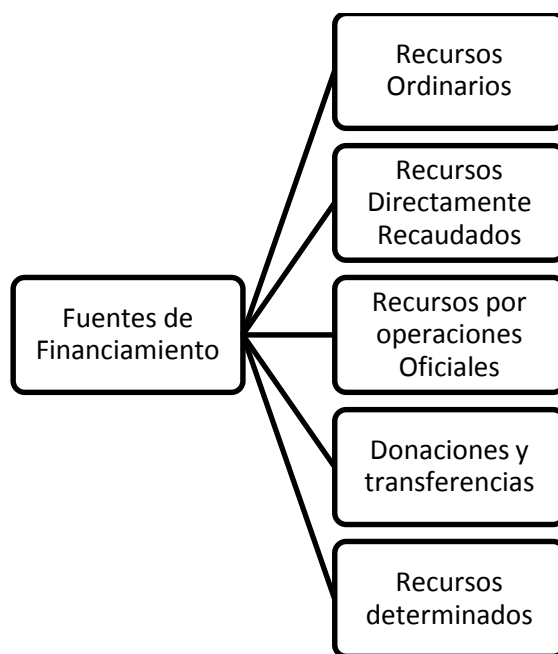 Recursos
Ordinarios
Recursos
Directamente
Recaudados
Fuentes de
Financiamiento
Recursos por
operaciones
Oficiales
Donaciones y
transferencias
Recursos
determinados